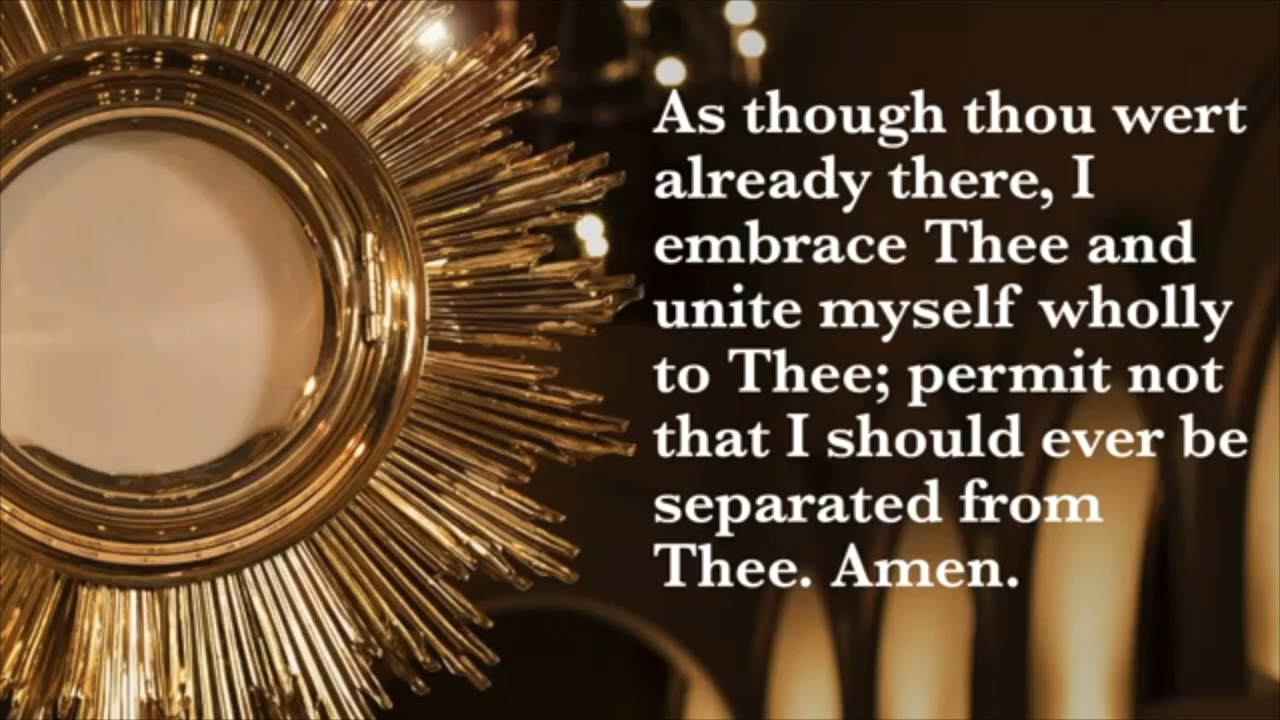 As though thou wert
already there, I
embrace Thee and
unite myself wholly
to Thee; permit not
that I should ever be
separated from
Thee. Amen.